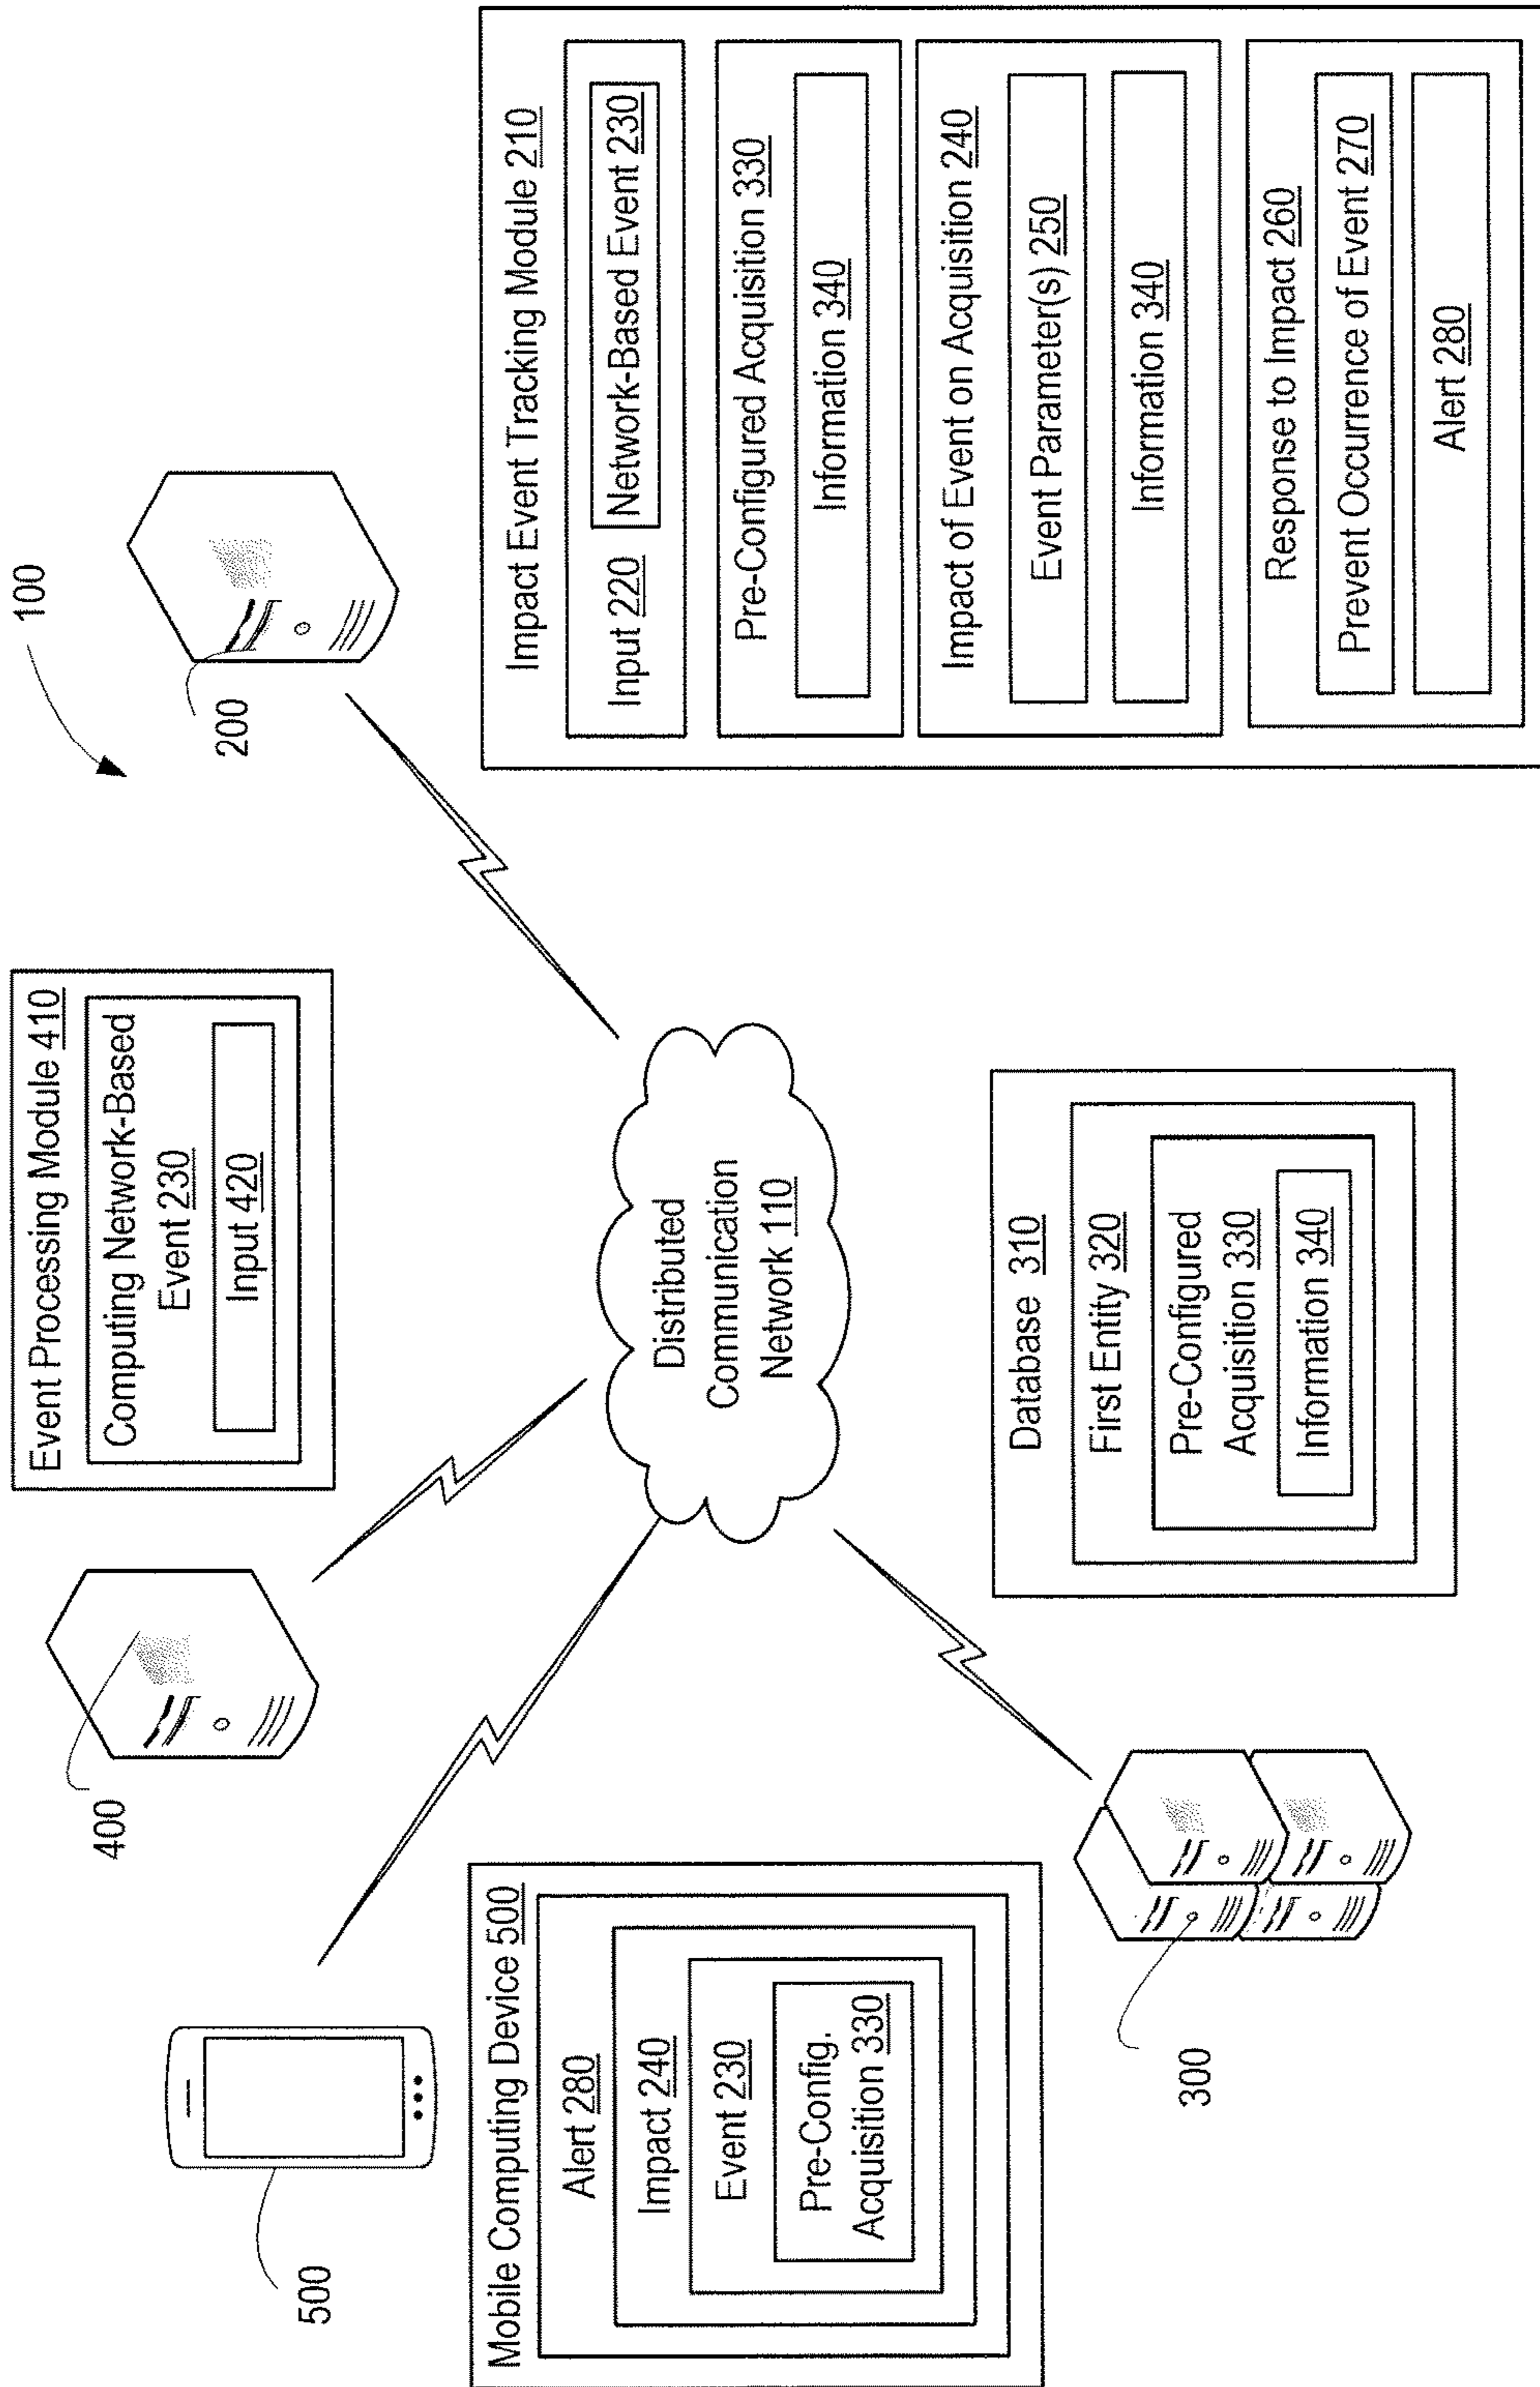 100
200
Impact Event Tracking Module 210
Input 220
Network-Based Event 230
Pre-Configured Acquisition 330
Information 340
Impact of Event on Acquisition 240
Event Parameter(s) 250
Information 340
Response to Impact 260
Prevent Occurrence of Event 270
Alert 280
400
Event Processing Module 410
Computing Network-Based
Event 230
Input 420
Distributed
Communication
Network 110
500
Mobile Computing Device 500
Alert 280
Impact 240
Event 230
Pre-Config.
Acquisition 330
300
Database 310
First Entity 320
Pre-Configured
Acquisition 330
Information 340